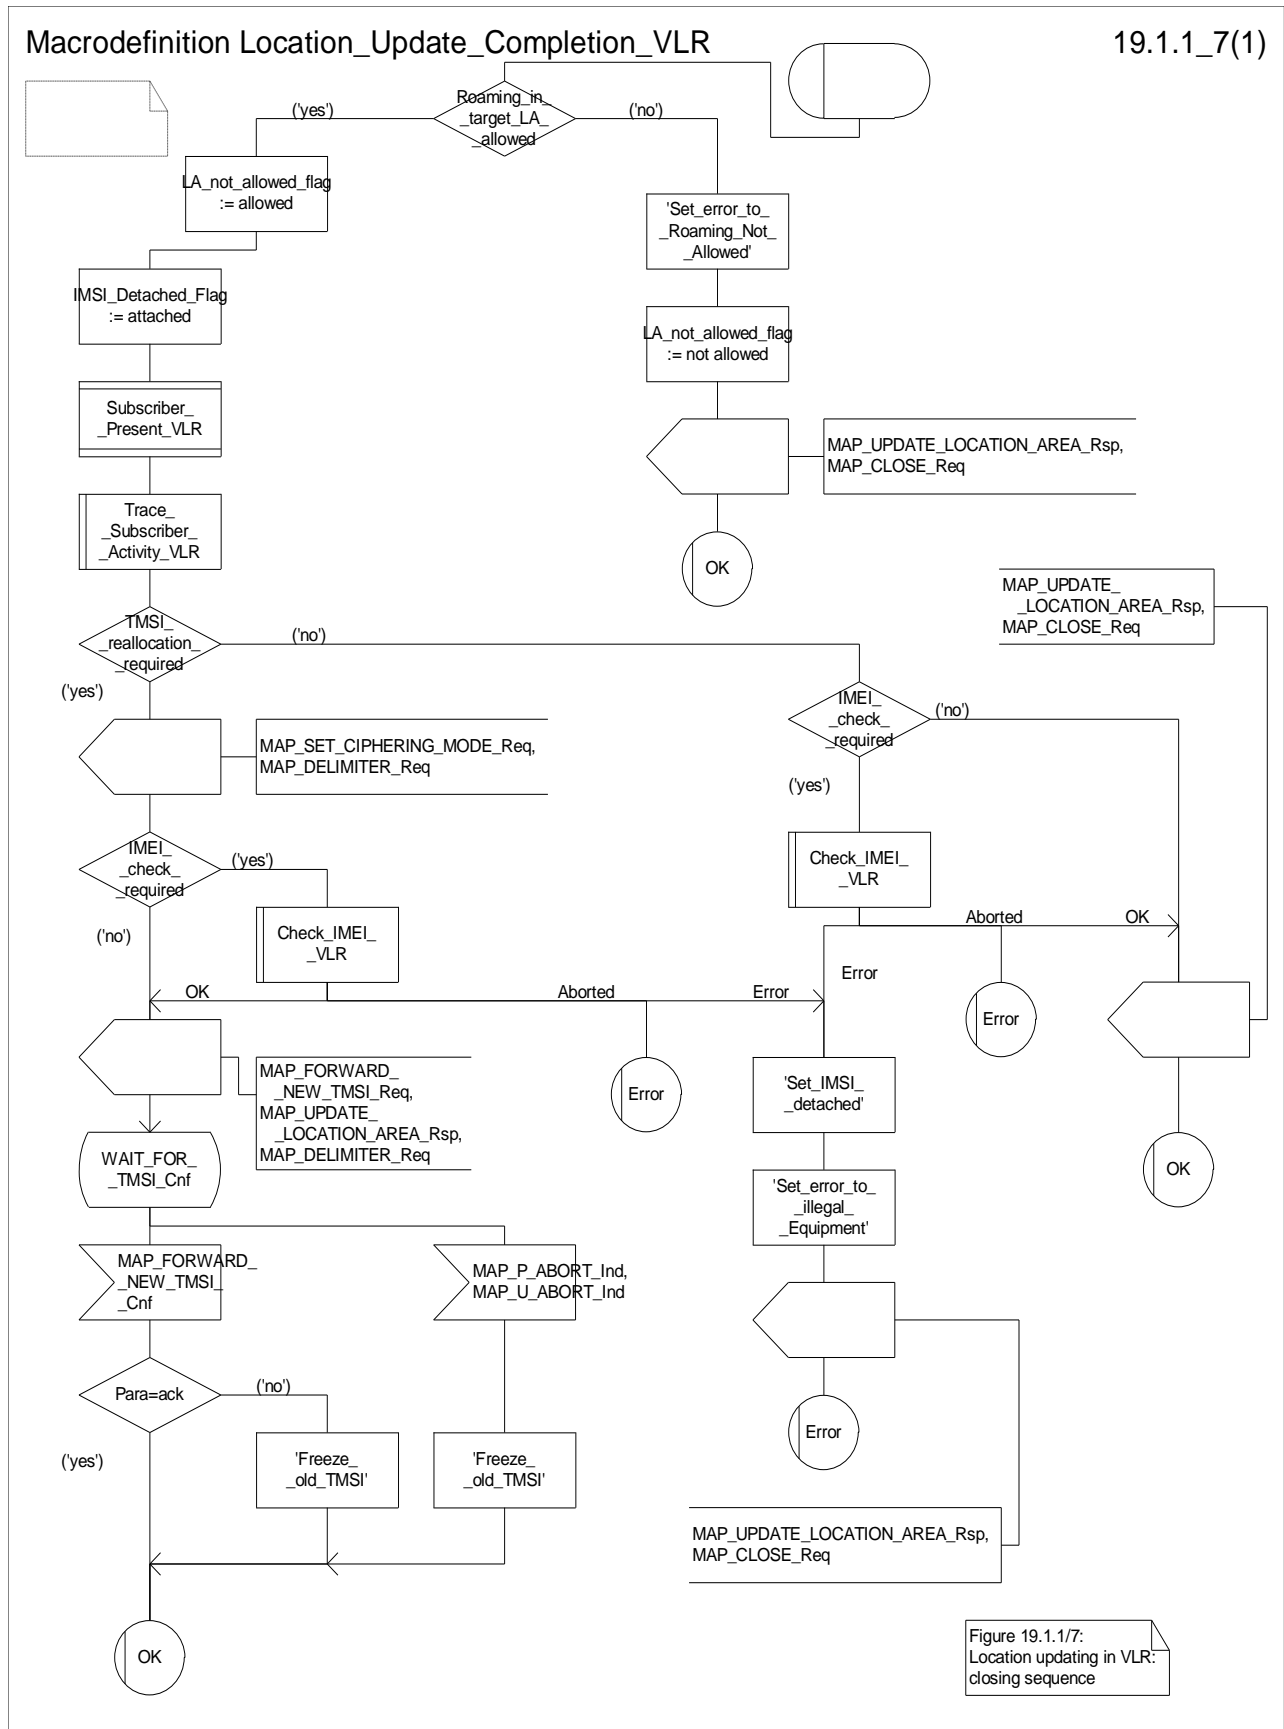 Macrodefinition Location_Update_Completion_VLR
19.1.1_7(1)
Roaming_in_
_target_LA_
_allowed
('yes')
('no')
LA_not_allowed_flag
:= allowed
'Set_error_to_
_Roaming_Not_
_Allowed'
IMSI_Detached_Flag
:= attached
LA_not_allowed_flag
:= not allowed
Subscriber_
_Present_VLR
MAP_UPDATE_LOCATION_AREA_Rsp,
MAP_CLOSE_Req
Trace_
_Subscriber_
_Activity_VLR
OK
MAP_UPDATE_
_LOCATION_AREA_Rsp,
MAP_CLOSE_Req
TMSI_
_reallocation_
_required
('no')
('yes')
IMEI_
_check_
_required
('no')
('yes')
MAP_SET_CIPHERING_MODE_Req,
MAP_DELIMITER_Req
IMEI_
_check_
_required
('yes')
('no')
Check_IMEI_
_VLR
Check_IMEI_
_VLR
Aborted
OK
Error
OK
Aborted
Error
Error
Error
MAP_FORWARD_
_NEW_TMSI_Req,
MAP_UPDATE_
_LOCATION_AREA_Rsp,
MAP_DELIMITER_Req
'Set_IMSI_
_detached'
OK
WAIT_FOR_
_TMSI_Cnf
'Set_error_to_
_illegal_
_Equipment'
MAP_FORWARD_
_NEW_TMSI_
_Cnf
MAP_P_ABORT_Ind,
MAP_U_ABORT_Ind
Para=ack
('no')
('yes')
'Freeze_
_old_TMSI'
'Freeze_
_old_TMSI'
Error
MAP_UPDATE_LOCATION_AREA_Rsp,
MAP_CLOSE_Req
OK
Figure 19.1.1/7:
Location updating in VLR:
closing sequence